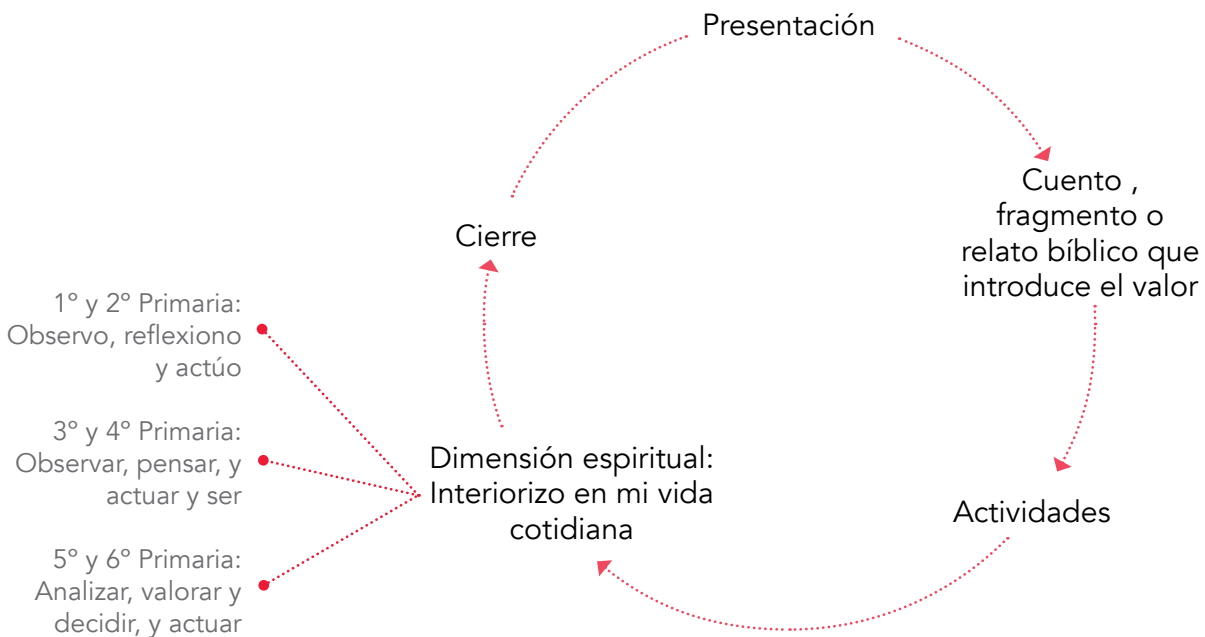 Presentación
Cuento ,
fragmento o
relato bíblico que
introduce el valor
Actividades
Dimensión espiritual:
Interiorizo en mi vida
cotidiana
1º y 2º Primaria:
Observo, reflexiono
y actúo
3º y 4º Primaria:
Observar, pensar, y
actuar y ser
5º y 6º Primaria:
Analizar, valorar y
decidir, y actuar
Cierre